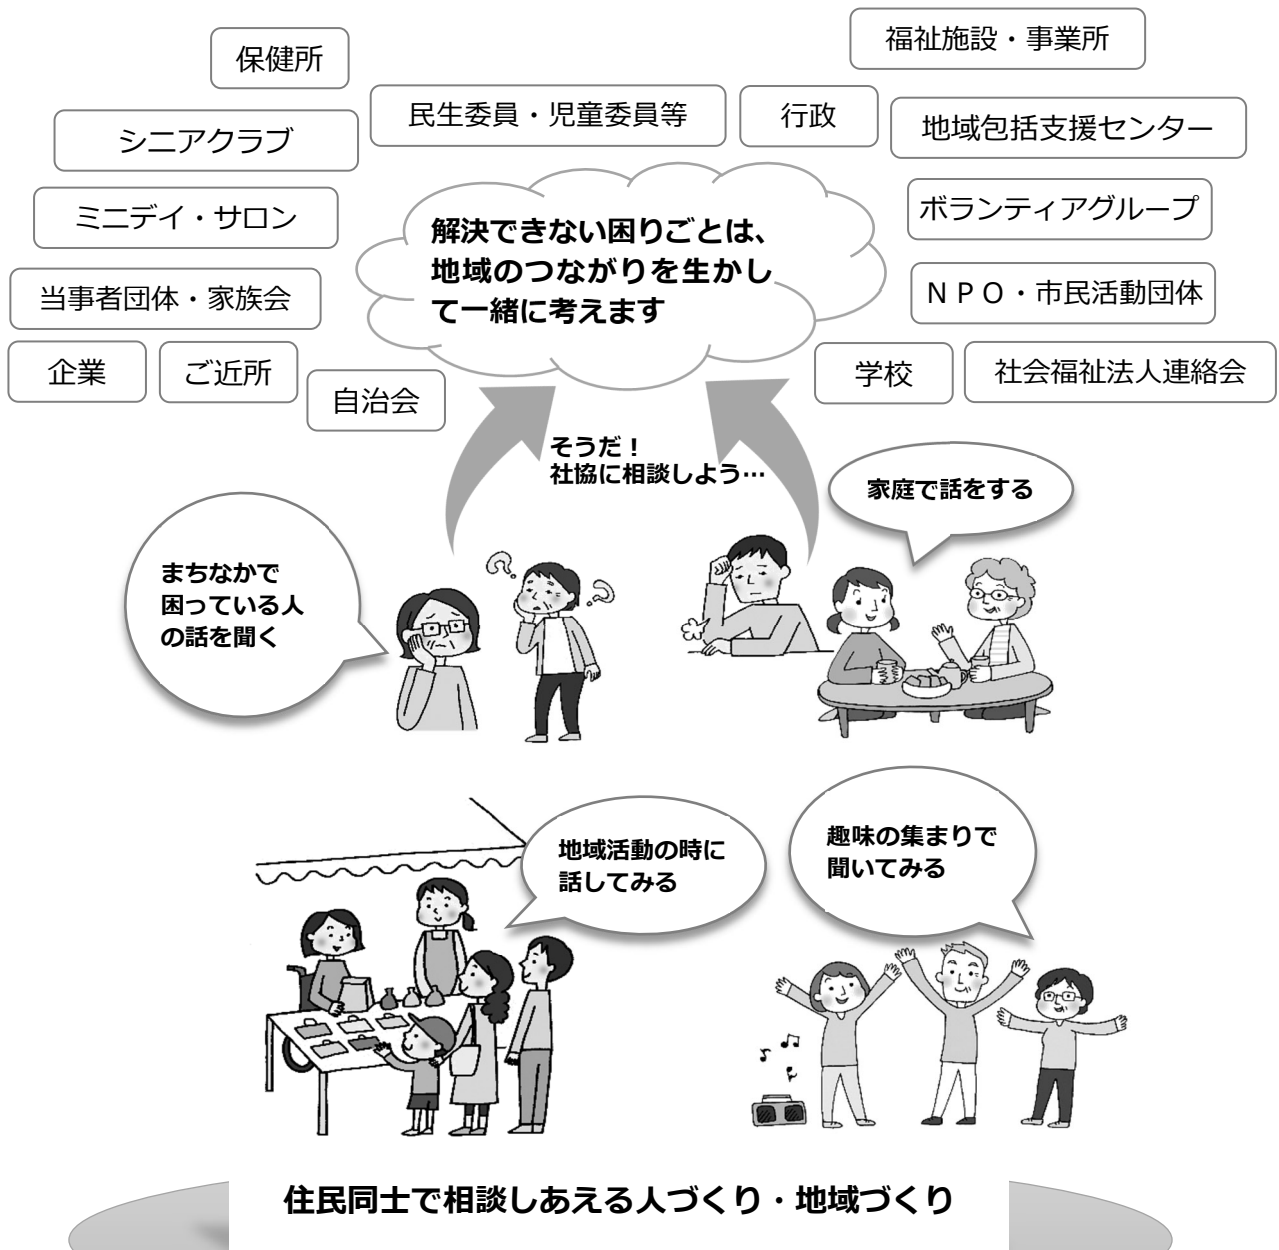 保健所
福祉施設・事業所
民生委員・児童委員等
行政
シニアクラブ
地域包括支援センター
ミニデイ・サロン
ボランティアグループ
当事者団体・家族会
ＮＰＯ・市民活動団体
企業
ご近所
自治会
学校
社会福祉法人連絡会
解決できない困りごとは、
地域のつながりを生かし
て一緒に考えます
そうだ！
社協に相談しよう…
家庭で話をする
まちなかで
困っている人
の話を聞く
地域活動の時に
話してみる
趣味の集まりで
聞いてみる
住民同士で相談しあえる人づくり・地域づくり